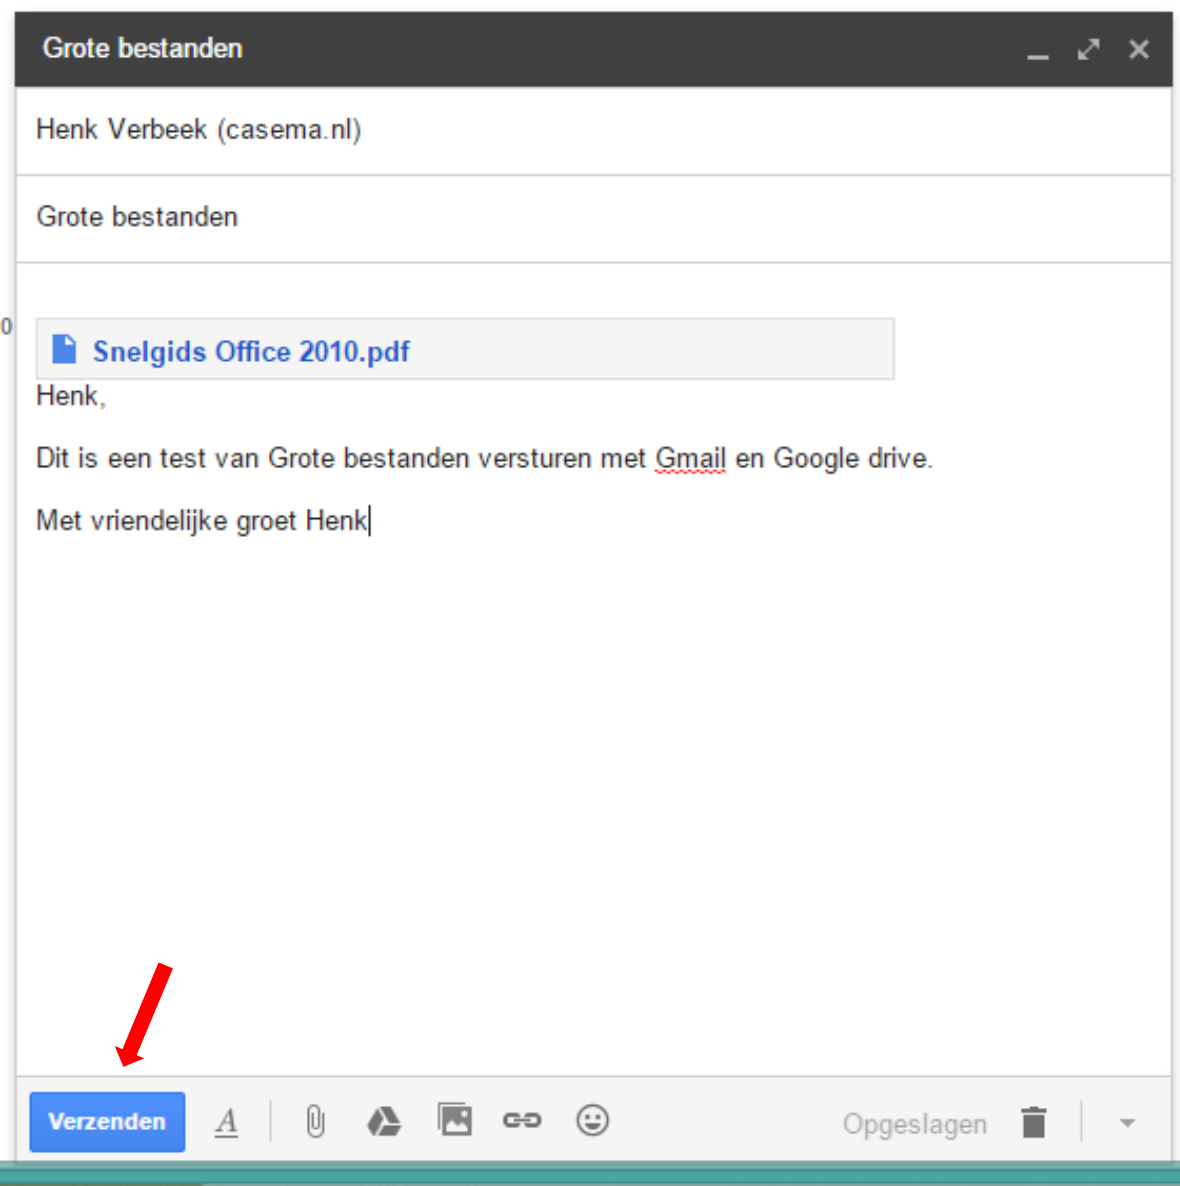 Grote bestanden
Henk Verbeek (casema.nl)
Grote bestanden
0
Snelgids Office 2010.pdf
Henk,
Dit is een test van Grote bestanden versturen met Gmail en Google drive.
Met vriendelijke groet Henk
Verzenden A Opgeslagen